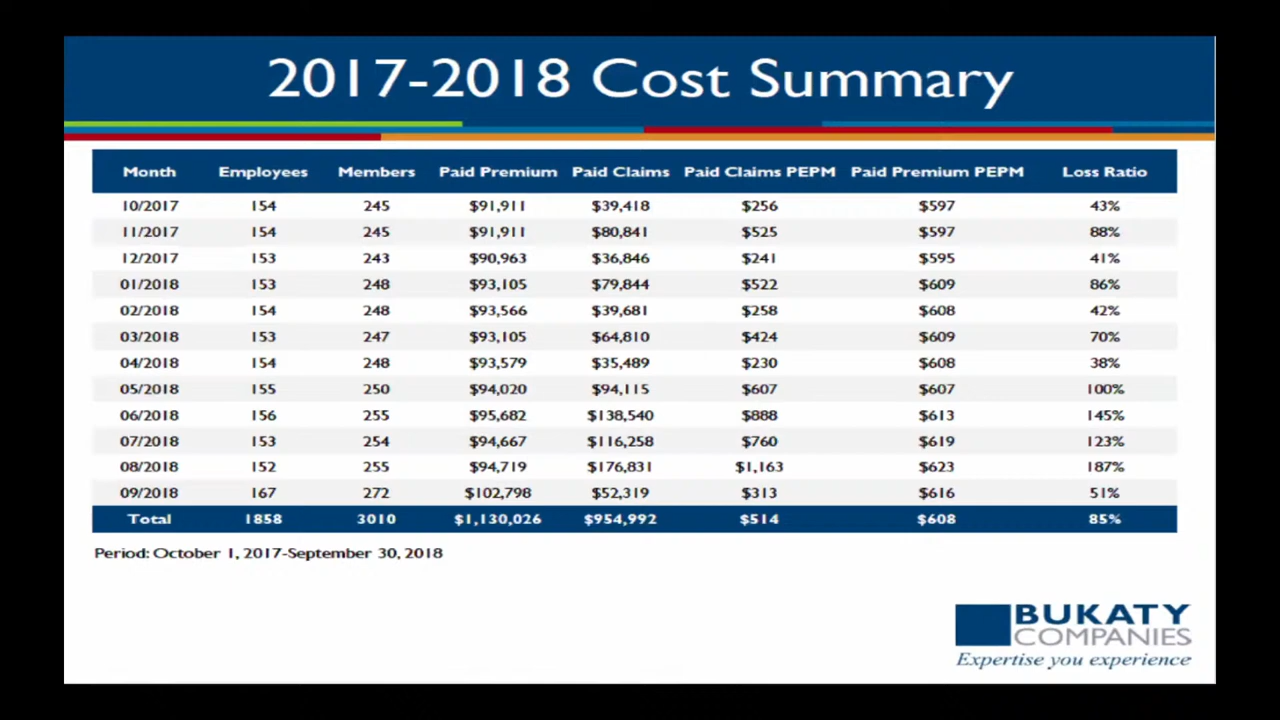 2017-2018 Cost Summary
Month Employees Members Paid Premium Paid Claims Paid Claims PEPM Paid Premium PEPM Loss Ratio
10/2017 154 245 $91,911 $39,418 $256 $597 43%
11/2017 154 245 $91,911 $80,841 $525 $597 88%
12/2017 153 243 $90,963 $36,846 $241 $595 41%
01/2018 153 248 $93,105 $79,844 $522 $609 86%
02/2018 154 248 $93,566 $39,681 $258 $608 42%
03/2018 153 247 $93,105 $64,810 $424 $609 70%
04/2018 154 248 $93,579 $35,489 $230 $608 38%
05/2018 155 250 $94,020 $94,115 $607 $607 100%
06/2018 156 255 $95,682 $138,540 $888 $613 145%
07/2018 153 254 $94,667 $116,258 $760 $619 123%
08/2018 152 255 $94,719 $176,831 $1,163 $623 187%
09/2018 167 272 $102,798 $52,319 $313 $616 51%
Total 1858 3010 $1,130,026 $954,992 $514 $608 85%
Period: October 1, 2017-September 30, 2018
BUKATY
COMPANIES
Expertise you experience